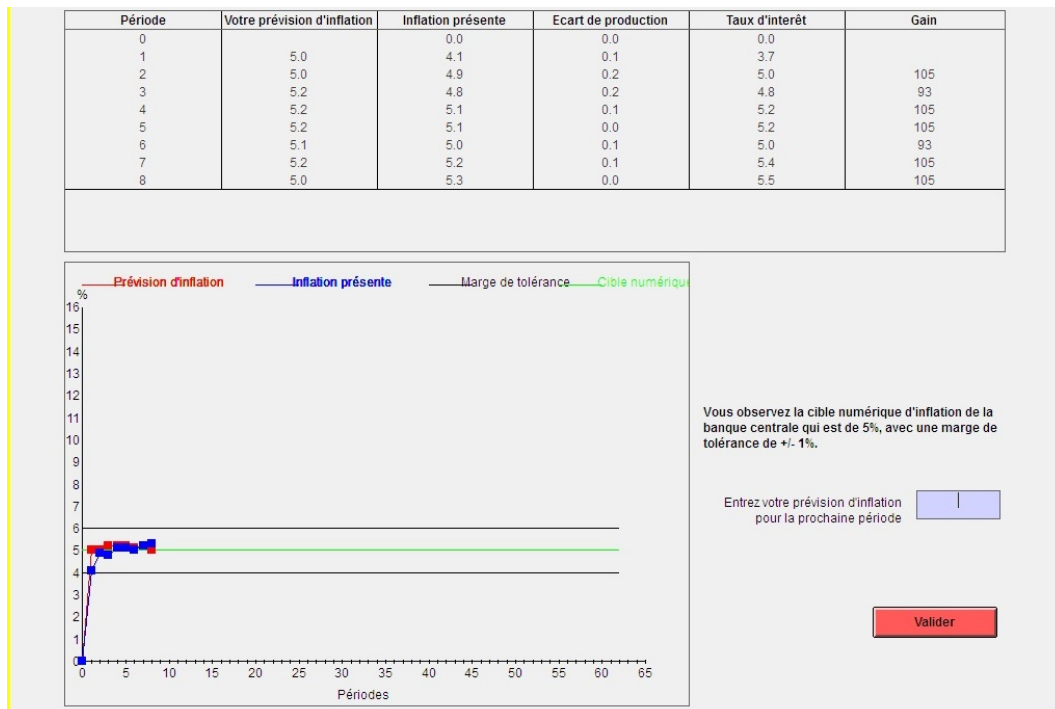 Période Votre prévision d'inflation Inflation présente Ecart de production Taux d'interêt Gain
0 0.0 0.0 0.0
1 5.0 4.1 0.1 3.7
2 5.0 4.9 0.2 5.0 105
3 5.2 4.8 0.2 4.8 93
4 5.2 5.1 0.1 5.2 105
5 5.2 5.1 0.0 5.2 105
6 5.1 5.0 0.1 5.0 93
7 5.2 5.2 0.1 5.4 105
8 5.0 5.3 0.0 5.5 105
Prévision d'inflation Inflation présente Marge de tolérance Cible numérique
%
16
15
14
13
12
11
10
9
8
7
6
5
4
3
2
1
0
0 5 10 15 20 25 30 35 40 45 50 55 60 65
Périodes
Vous observez la cible numérique d'inflation de la
banque centrale qui est de 5%, avec une marge de
tolérance de +/- 1%.
Entrez votre prévision d'inflation
pour la prochaine période
Valider